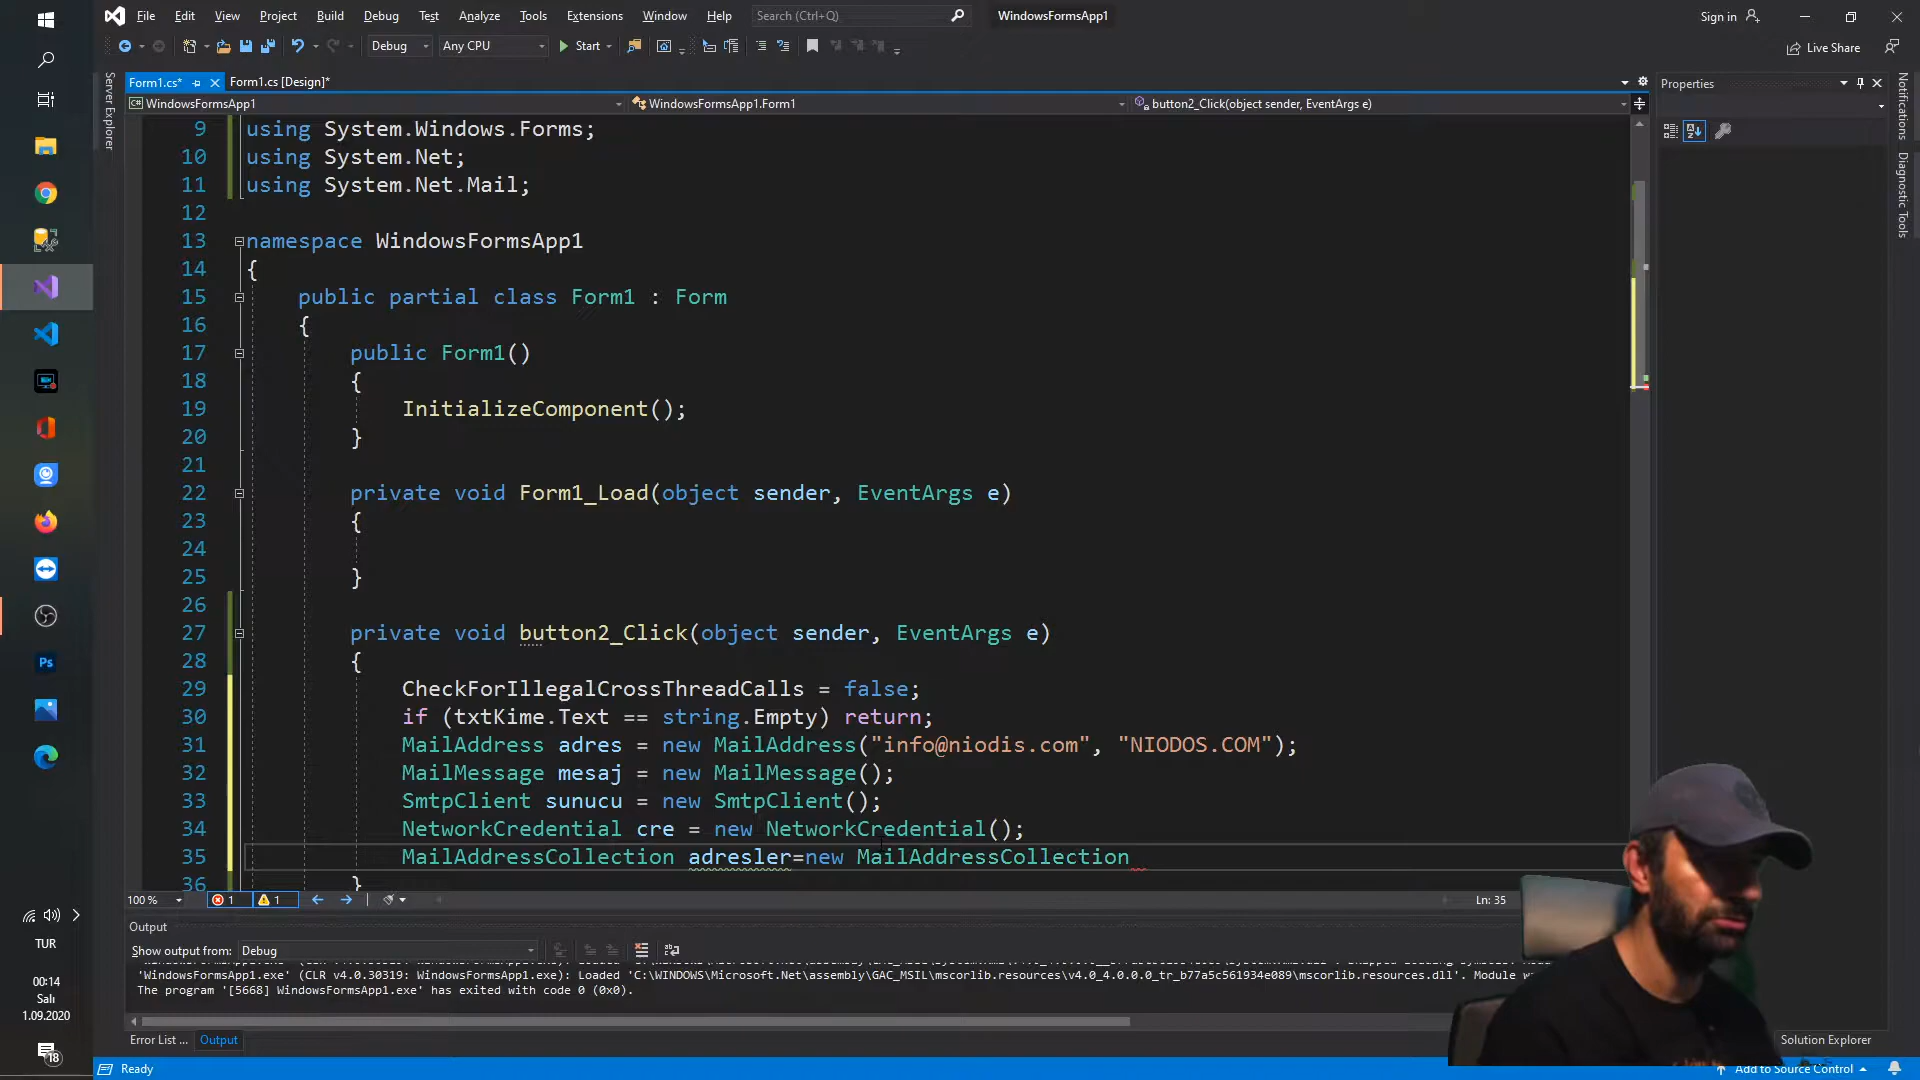 File Edit View Project Build Debug Test Analyze Tools Extensions Window Help Search (Ctrl+Q) WindowsFormsApp1 Sign in
Debug Any CPU Start Live Share
Form1.cs* Form1.cs [Design]*
WindowsFormsApp1 WindowsFormsApp1.Form1 button2_Click(object sender, EventArgs e)
Server Explorer
9 using System.Windows.Forms;
10 using System.Net;
11 using System.Net.Mail;
12
13 namespace WindowsFormsApp1
14 {
15 public partial class Form1 : Form
16 {
17 public Form1()
18 {
19 InitializeComponent();
20 }
21
22 private void Form1_Load(object sender, EventArgs e)
23 {
24
25 }
26
27 private void button2_Click(object sender, EventArgs e)
28 {
29 CheckForIllegalCrossThreadCalls = false;
30 if (txtKime.Text == string.Empty) return;
31 MailAddress adres = new MailAddress("info@niodis.com", "NIODOS.COM");
32 MailMessage mesaj = new MailMessage();
33 SmtpClient sunucu = new SmtpClient();
34 NetworkCredential cre = new NetworkCredential();
35 MailAddressCollection adresler=new MailAddressCollection
36 }
100 % 1 1 Ln: 35
Output
Show output from: Debug
'WindowsFormsApp1.exe' (CLR v4.0.30319: WindowsFormsApp1.exe): Loaded 'C:\WINDOWS\Microsoft.Net\assembly\GAC_MSIL\mscorlib.resources\v4.0_4.0.0.0_tr_b77a5c561934e089\mscorlib.resources.dll'. Module w
The program '[5668] WindowsFormsApp1.exe' has exited with code 0 (0x0).
Error List ... Output
Ready
Properties
Notifications
Diagnostic Tools
Solution Explorer
Add to Source Control
Ps
TUR
00:14
Salı
1.09.2020
18